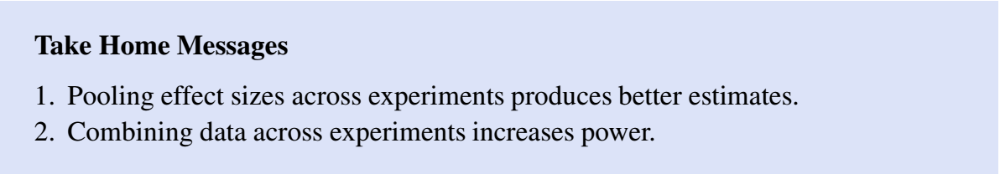 Take Home Messages
1. Pooling effect sizes across experiments produces better estimates.
2. Combining data across experiments increases power.